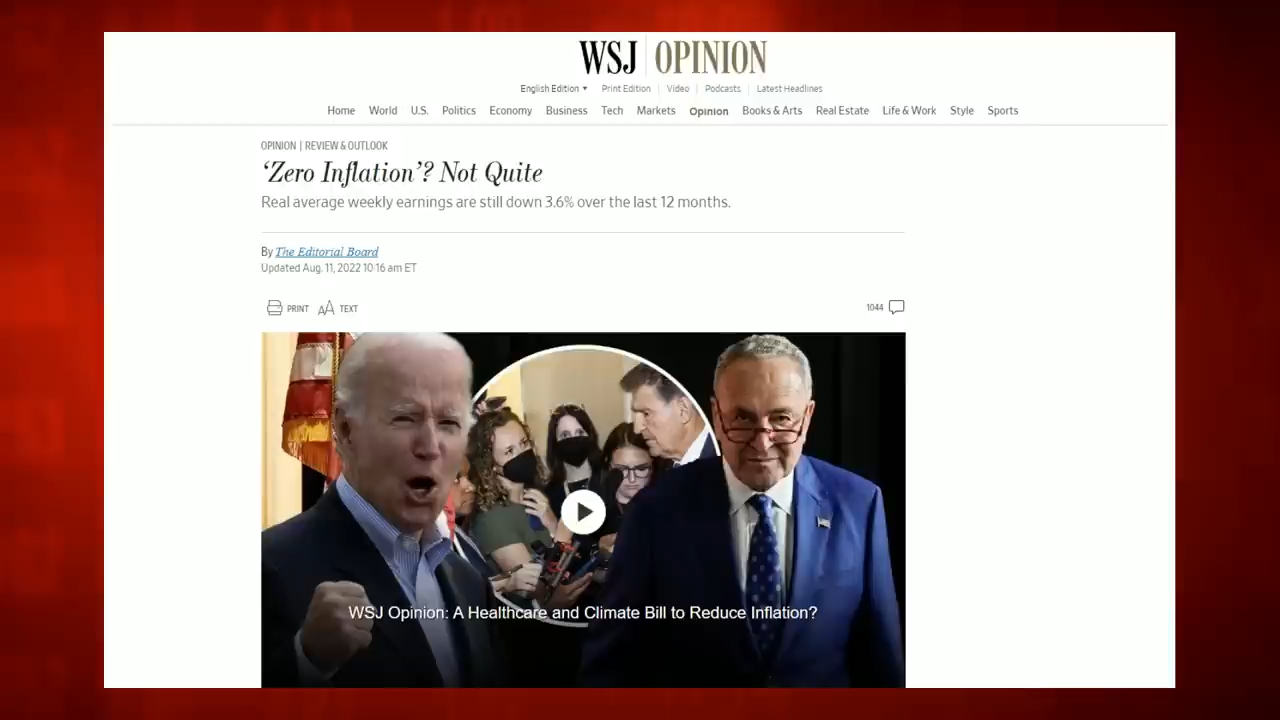 WSJ OPINION
English Edition Print Edition Video Podcasts Latest Headlines
Home World U.S. Politics Economy Business Tech Markets Opinion Books & Arts Real Estate Life & Work Style Sports
OPINION | REVIEW & OUTLOOK
‘Zero Inflation’? Not Quite
Real average weekly earnings are still down 3.6% over the last 12 months.
By The Editorial Board
Updated Aug. 11, 2022 10:16 am ET
PRINT AA TEXT
1044
WSJ Opinion: A Healthcare and Climate Bill to Reduce Inflation?